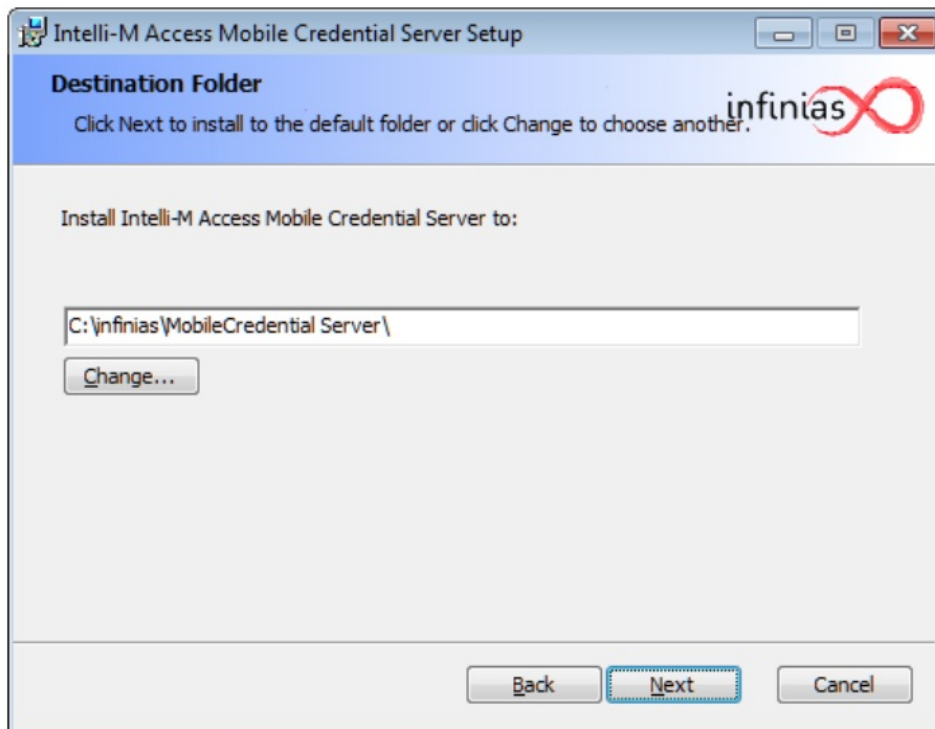 Intelli-M Access Mobile Credential Server Setup
Destination Folder
Click Next to install to the default folder or click Change to choose another.
infinias
Install Intelli-M Access Mobile Credential Server to:
C:\infinias\MobileCredential Server\
Change...
Back Next Cancel